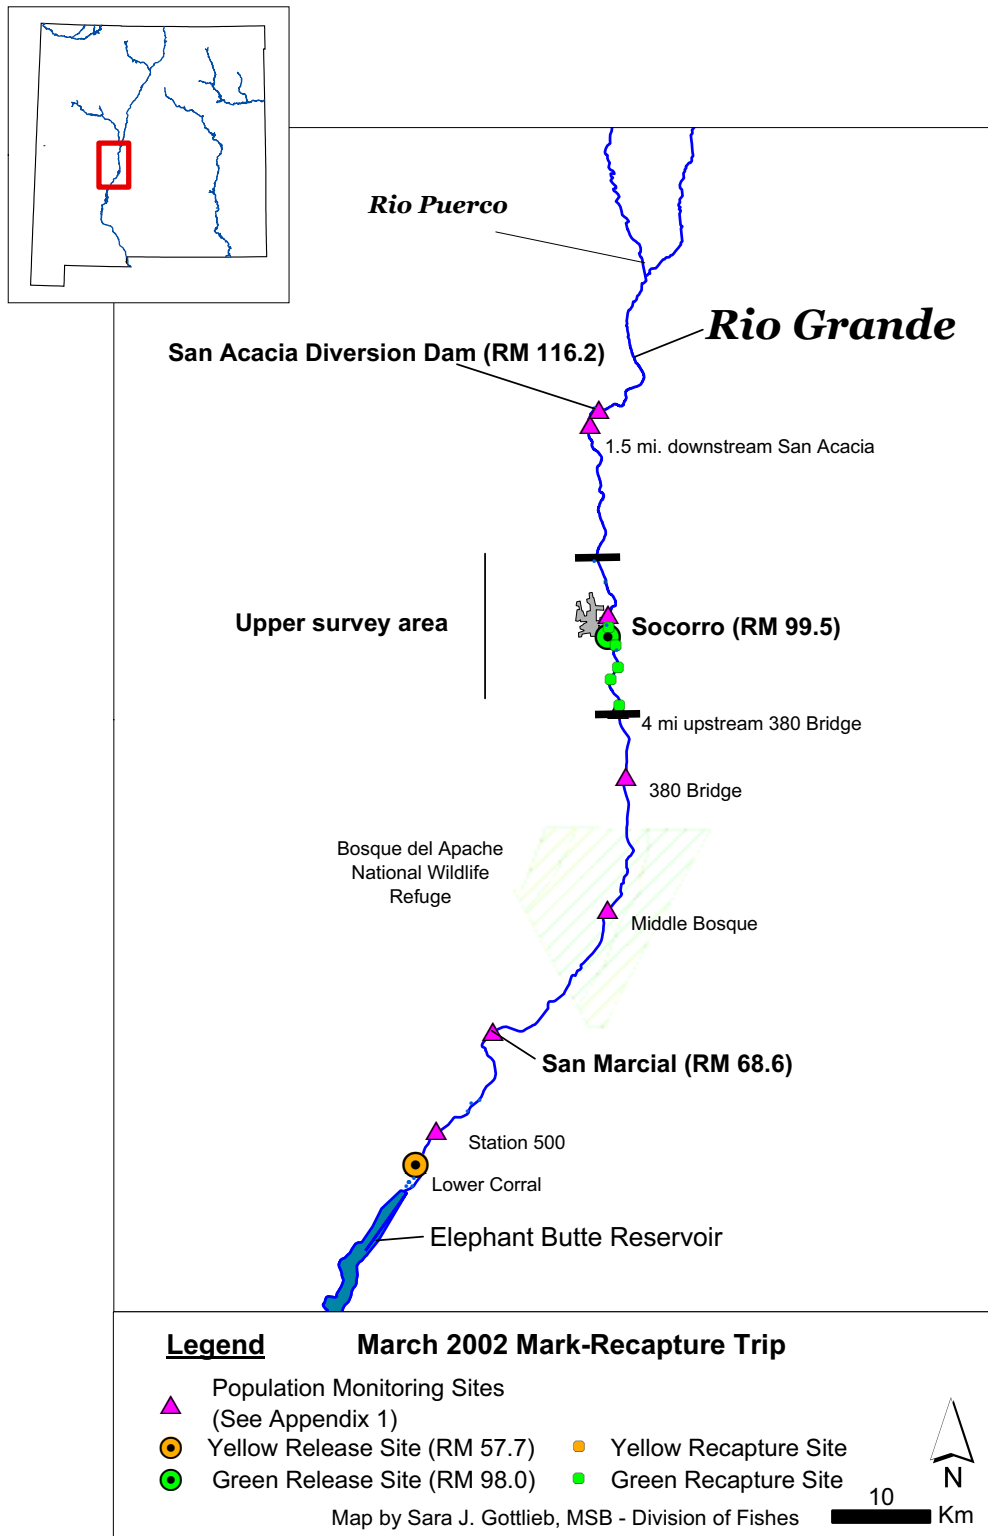 Rio Puerco
Rio Grande
San Acacia Diversion Dam (RM 116.2)
1.5 mi. downstream San Acacia
Upper survey area
Socorro (RM 99.5)
4 mi upstream 380 Bridge
380 Bridge
Bosque del Apache
National Wildlife
Refuge
Middle Bosque
San Marcial (RM 68.6)
Station 500
Lower Corral
Elephant Butte Reservoir
Legend
March 2002 Mark-Recapture Trip
Population Monitoring Sites
(See Appendix 1)
Yellow Release Site (RM 57.7)
Yellow Recapture Site
Green Release Site (RM 98.0)
Green Recapture Site
N
Map by Sara J. Gottlieb, MSB - Division of Fishes
10
Km